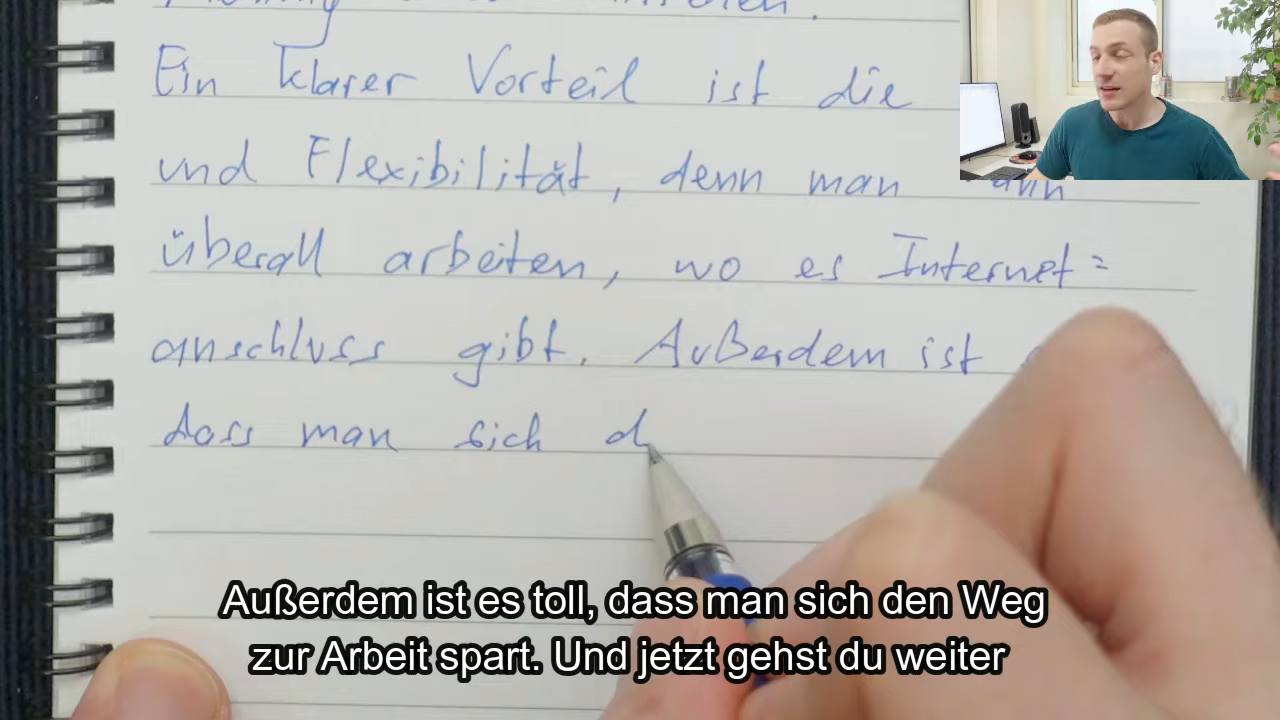 Ein klarer Vorteil ist die
und Flexibilität, denn man kann
überall arbeiten, wo es Internet=
anschluss gibt. Außerdem ist
dass man sich d
Außerdem ist es toll, dass man sich den Weg
zur Arbeit spart. Und jetzt gehst du weiter